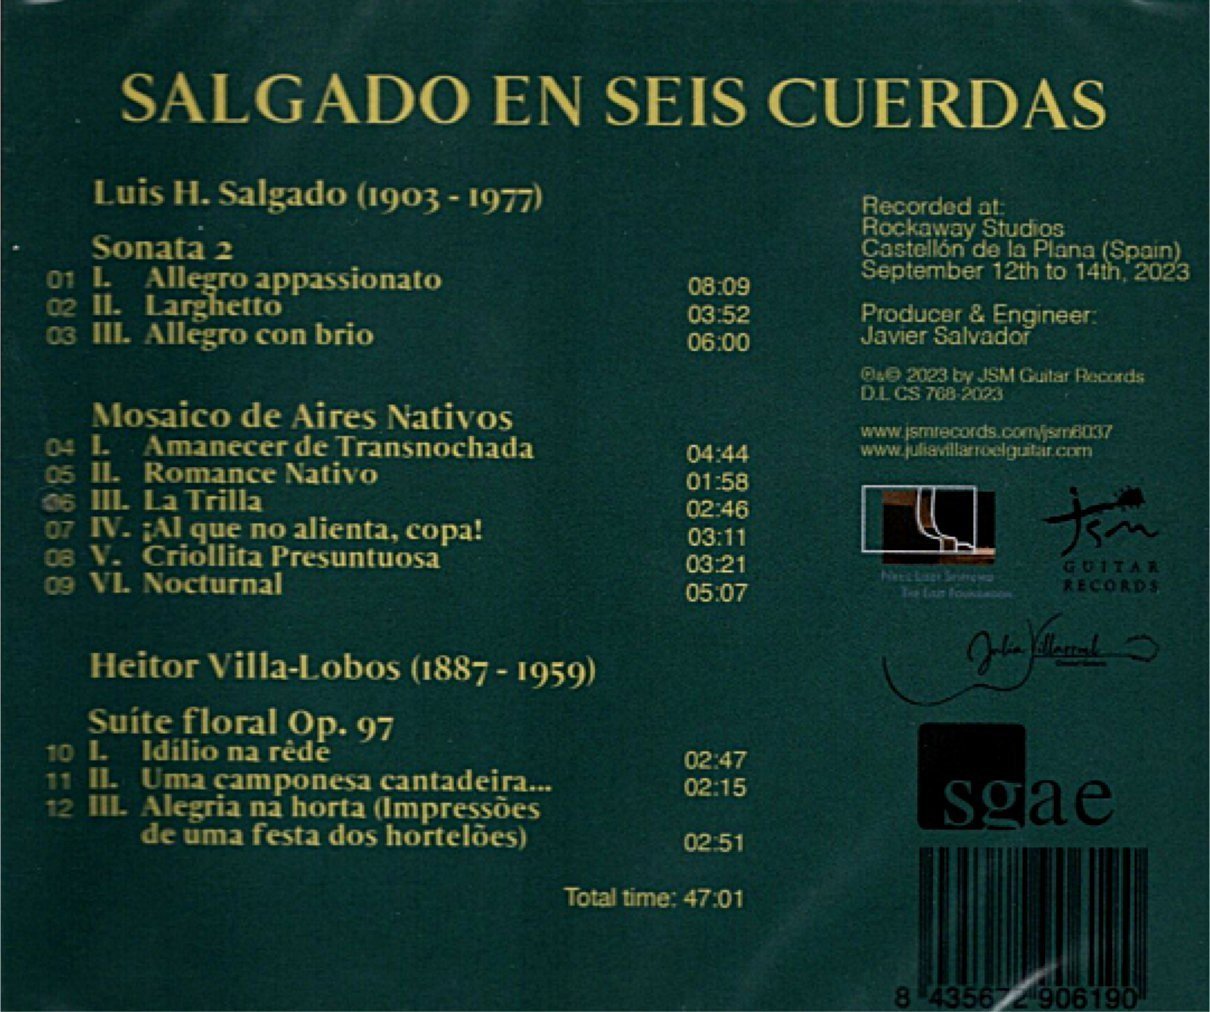 SALGADO EN SEIS CUERDAS
Luis H. Salgado (1903 - 1977)
Sonata 2
01 I. Allegro appassionato 08:09
02 II. Larghetto 03:52
03 III. Allegro con brio 06:00
Mosaico de Aires Nativos
04 I. Amanecer de Transnochada 04:44
05 II. Romance Nativo 01:58
06 III. La Trilla 02:46
07 IV. ¡Al que no alienta, copa! 03:11
08 V. Criollita Presuntuosa 03:21
09 VI. Nocturnal 05:07
Heitor Villa-Lobos (1887 - 1959)
Suíte floral Op. 97
10 I. Idílio na rêde 02:47
11 II. Uma camponesa cantadeira... 02:15
12 III. Alegria na horta (Impressões
de uma festa dos hortelões) 02:51
Total time: 47:01
Recorded at:
Rockaway Studios
Castellón de la Plana (Spain)
September 12th to 14th, 2023
Producer & Engineer:
Javier Salvador
℗&© 2023 by JSM Guitar Records
D.L CS 768-2023
www.jsmrecords.com/jsm6037
www.juliavillarroelguitar.com
The Liszt Foundation
jsm
GUITAR
RECORDS
Julia Villarroel
sgae
8 435672 906190